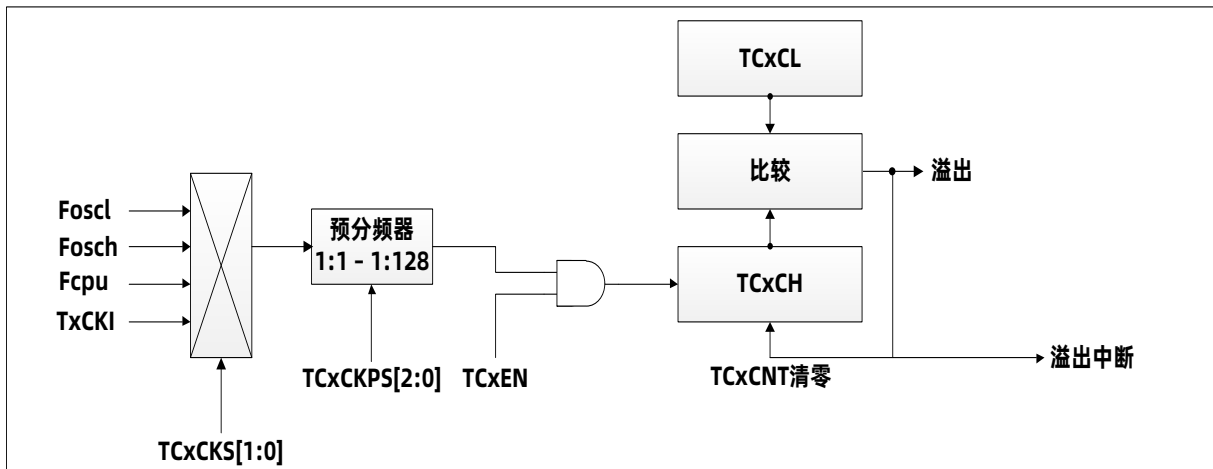 TCxCL
比较
溢出
Foscl
Fosch
Fcpu
TxCKI
预分频器
1:1 - 1:128
TCxCH
溢出中断
TCxCKPS[2:0]
TCxEN
TCxCNT清零
TCxCKS[1:0]